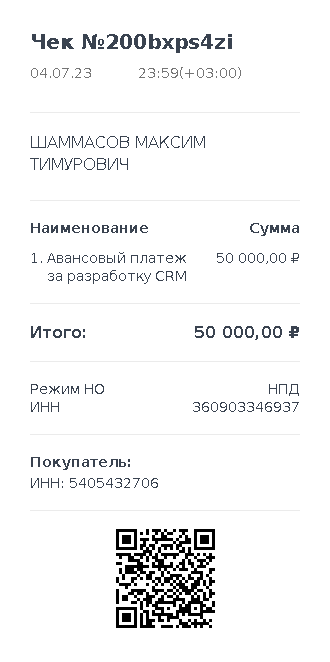 Чек №200bxps4zi
04.07.23 23:59(+03:00)
ШАММАСОВ МАКСИМ
ТИМУРОВИЧ
Наименование Сумма
1. Авансовый платеж 50 000,00 ₽
за разработку CRM
Итого: 50 000,00 ₽
Режим НО НПД
ИНН 360903346937
Покупатель:
ИНН: 5405432706